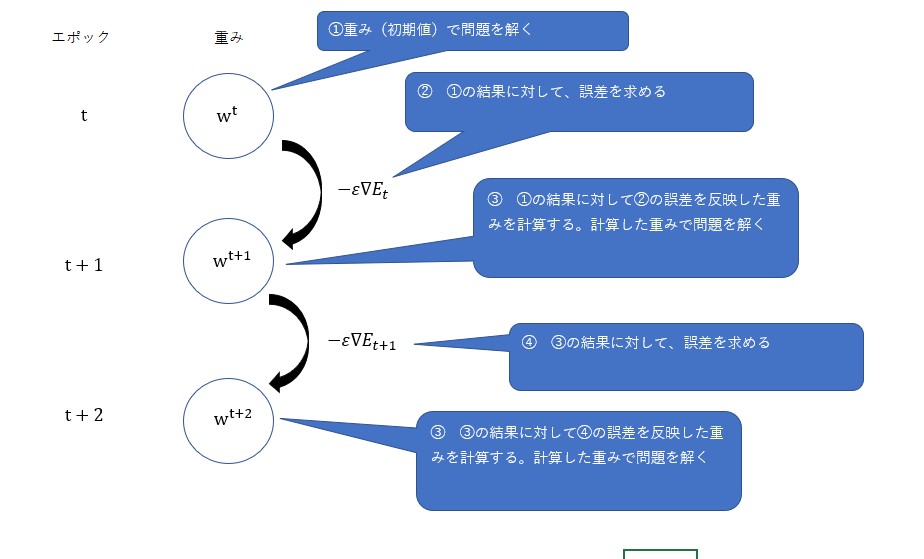 エポック
重み
①重み（初期値）で問題を解く
t
w^t
② ①の結果に対して、誤差を求める
−ε∇E_t
③ ①の結果に対して②の誤差を反映した重
みを計算する。計算した重みで問題を解く
t + 1
w^t+1
−ε∇E_t+1
④ ③の結果に対して、誤差を求める
t + 2
w^t+2
③ ③の結果に対して④の誤差を反映した重
みを計算する。計算した重みで問題を解く